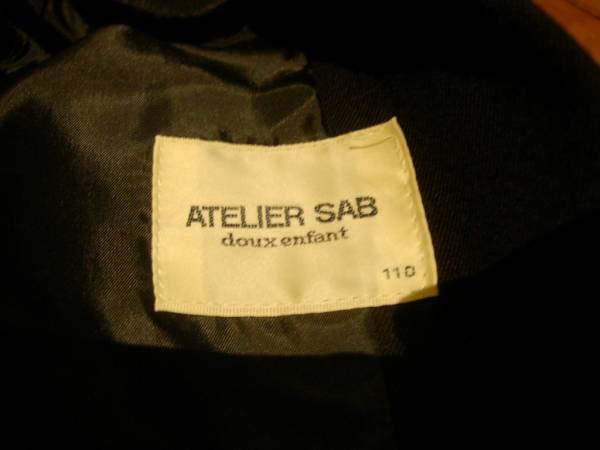 ATELIER SAB
doux enfant
110